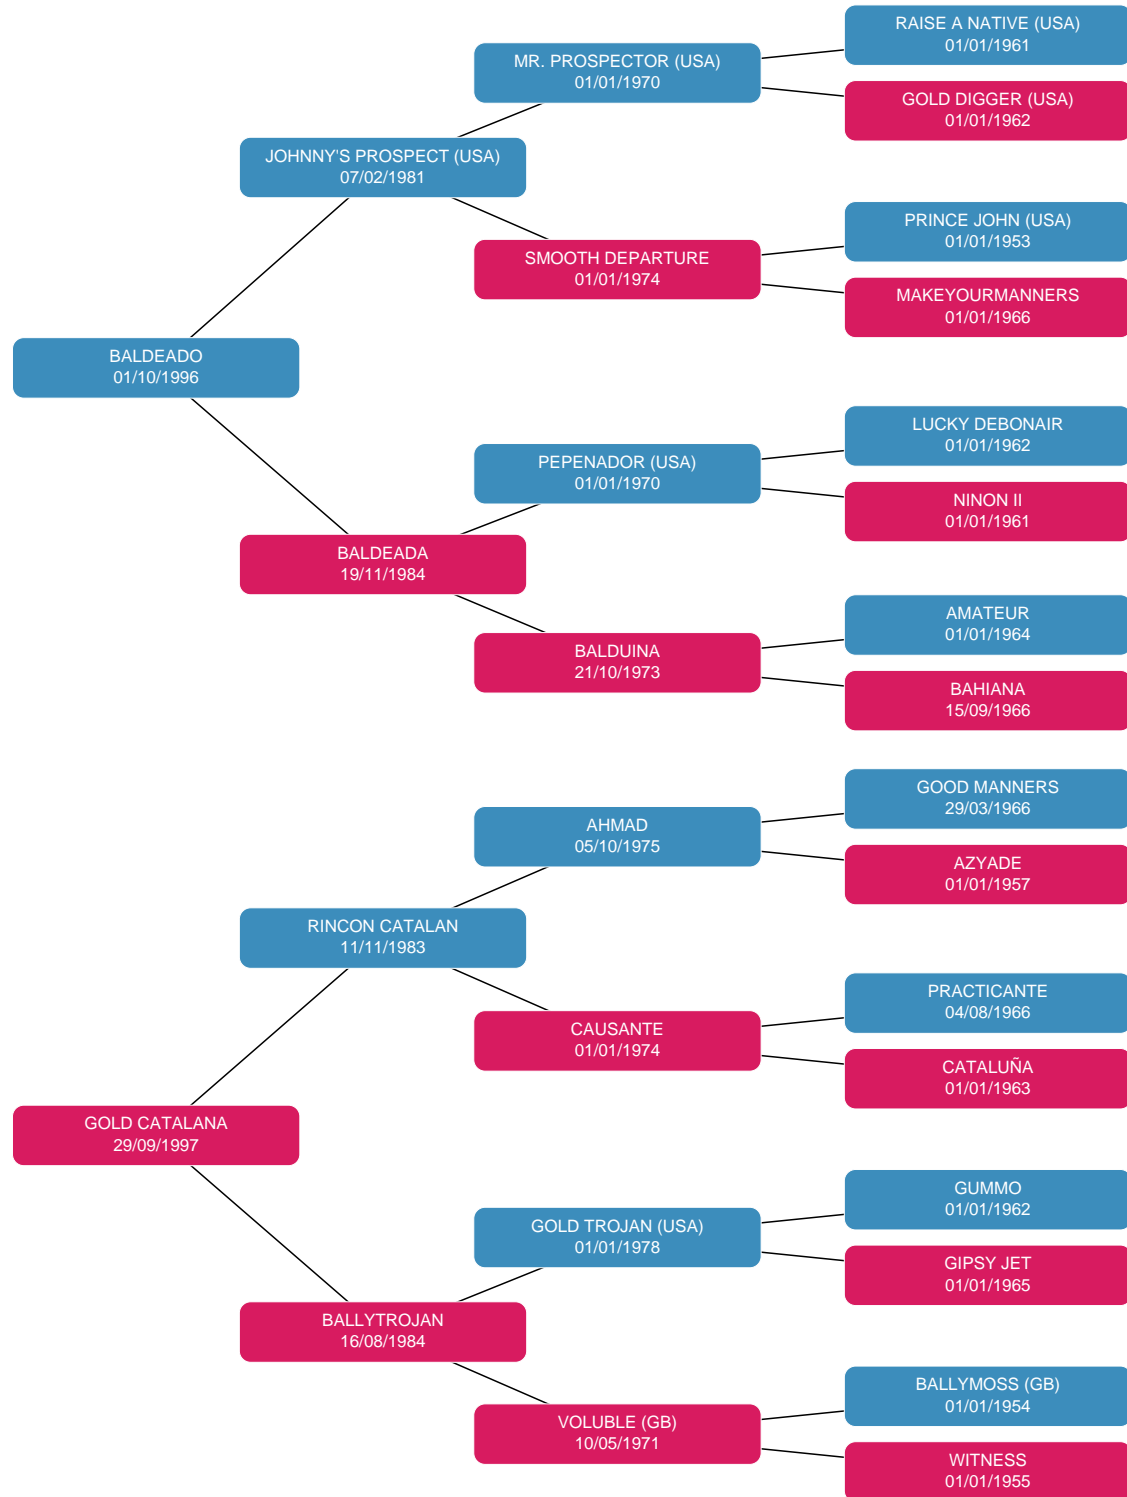 RAISE A NATIVE (USA)
01/01/1961
MR. PROSPECTOR (USA)
01/01/1970
GOLD DIGGER (USA)
01/01/1962
JOHNNY'S PROSPECT (USA)
07/02/1981
PRINCE JOHN (USA)
01/01/1953
SMOOTH DEPARTURE
01/01/1974
MAKEYOURMANNERS
01/01/1966
BALDEADO
01/10/1996
LUCKY DEBONAIR
01/01/1962
PEPENADOR (USA)
01/01/1970
NINON II
01/01/1961
BALDEADA
19/11/1984
AMATEUR
01/01/1964
BALDUINA
21/10/1973
BAHIANA
15/09/1966
GOOD MANNERS
29/03/1966
AHMAD
05/10/1975
AZYADE
01/01/1957
RINCON CATALAN
11/11/1983
PRACTICANTE
04/08/1966
CAUSANTE
01/01/1974
CATALUÑA
01/01/1963
GOLD CATALANA
29/09/1997
GUMMO
01/01/1962
GOLD TROJAN (USA)
01/01/1978
GIPSY JET
01/01/1965
BALLYTROJAN
16/08/1984
BALLYMOSS (GB)
01/01/1954
VOLUBLE (GB)
10/05/1971
WITNESS
01/01/1955